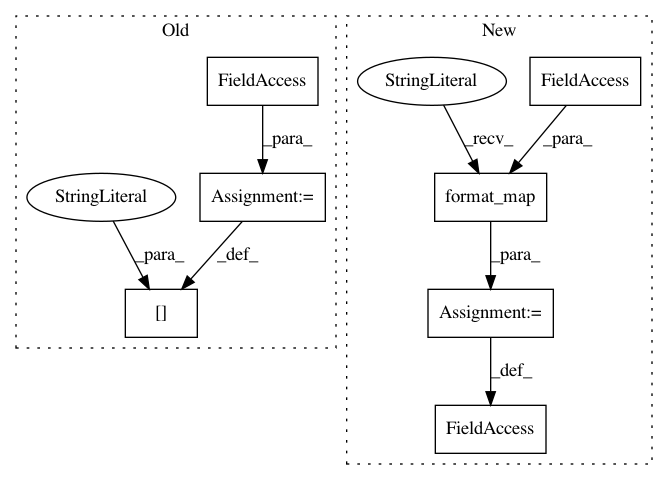 Old
New
FieldAccess
StringLiteral
FieldAccess
_para_
_recv_
_para_
StringLiteral
Assignment:=
format_map
_para_
_def_
_para_
[]
Assignment:=
_def_
FieldAccess